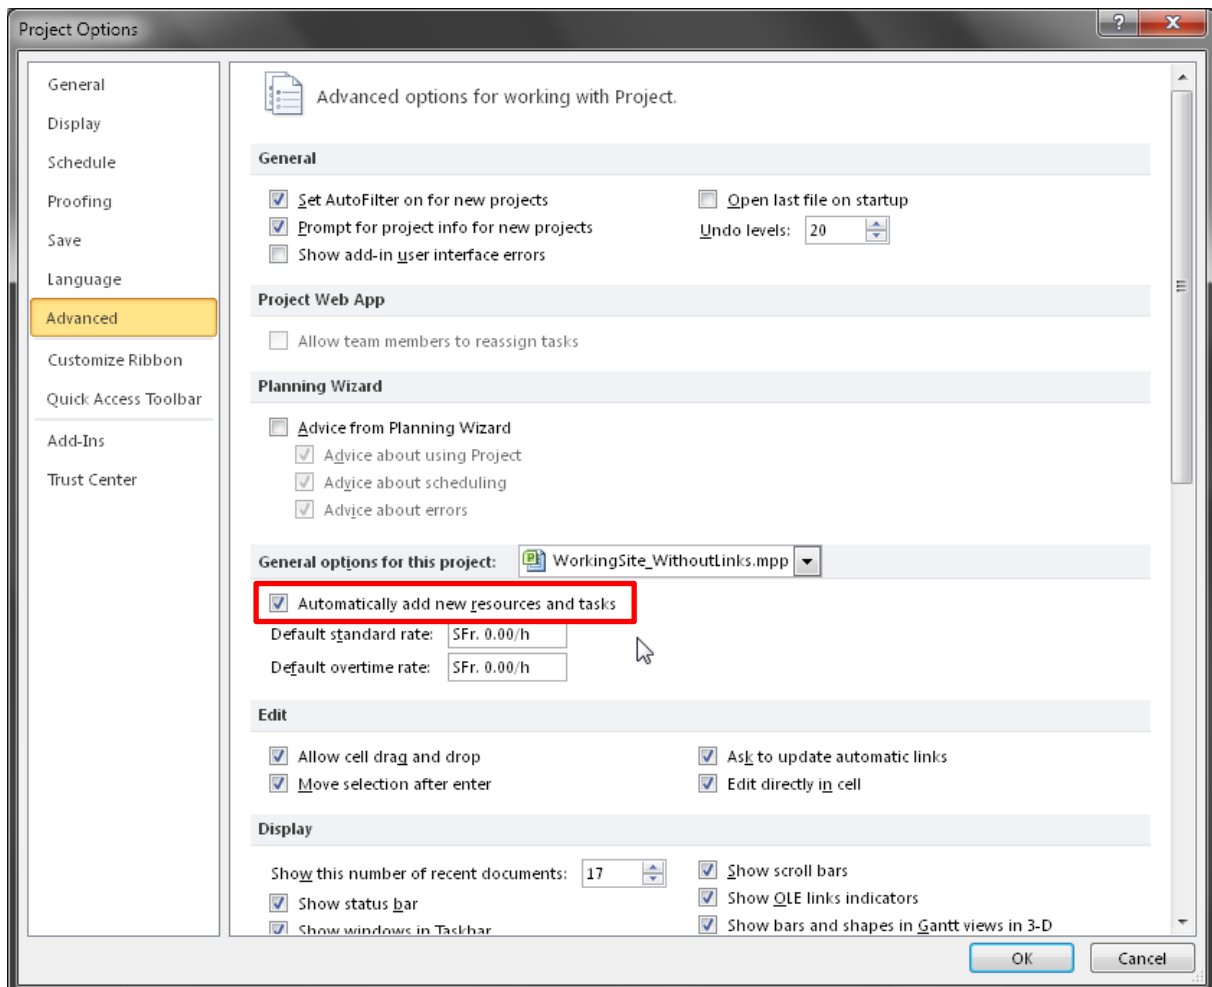 Project Options
General
Display
Schedule
Proofing
Save
Language
Advanced
Customize Ribbon
Quick Access Toolbar
Add-Ins
Trust Center
Advanced options for working with Project.
General
Set AutoFilter on for new projects
Open last file on startup
Prompt for project info for new projects
Undo levels: 20
Show add-in user interface errors
Project Web App
Allow team members to reassign tasks
Planning Wizard
Advice from Planning Wizard
Advice about using Project
Advice about scheduling
Advice about errors
General options for this project: WorkingSite_WithoutLinks.mpp
Automatically add new resources and tasks
Default standard rate: SFr. 0.00/h
Default overtime rate: SFr. 0.00/h
Edit
Allow cell drag and drop
Ask to update automatic links
Move selection after enter
Edit directly in cell
Display
Show this number of recent documents: 17
Show scroll bars
Show status bar
Show OLE links indicators
Show windows in Taskbar
Show bars and shapes in Gantt views in 3-D
OK
Cancel